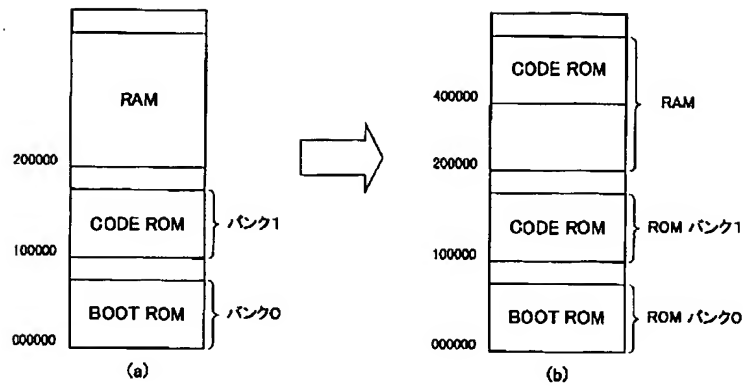 RAM
200000
CODE ROM
バンク1
100000
BOOT ROM
バンク0
000000
(a)
CODE ROM
400000
RAM
200000
CODE ROM
ROM バンク1
100000
BOOT ROM
ROM バンク0
000000
(b)